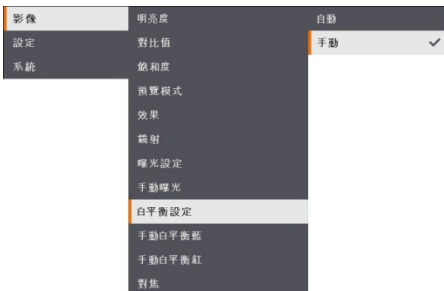 影像
設定
系統
明亮度
對比值
飽和度
預覽模式
效果
鏡射
曝光設定
手動曝光
白平衡設定
手動白平衡藍
手動白平衡紅
對焦
自動
手動